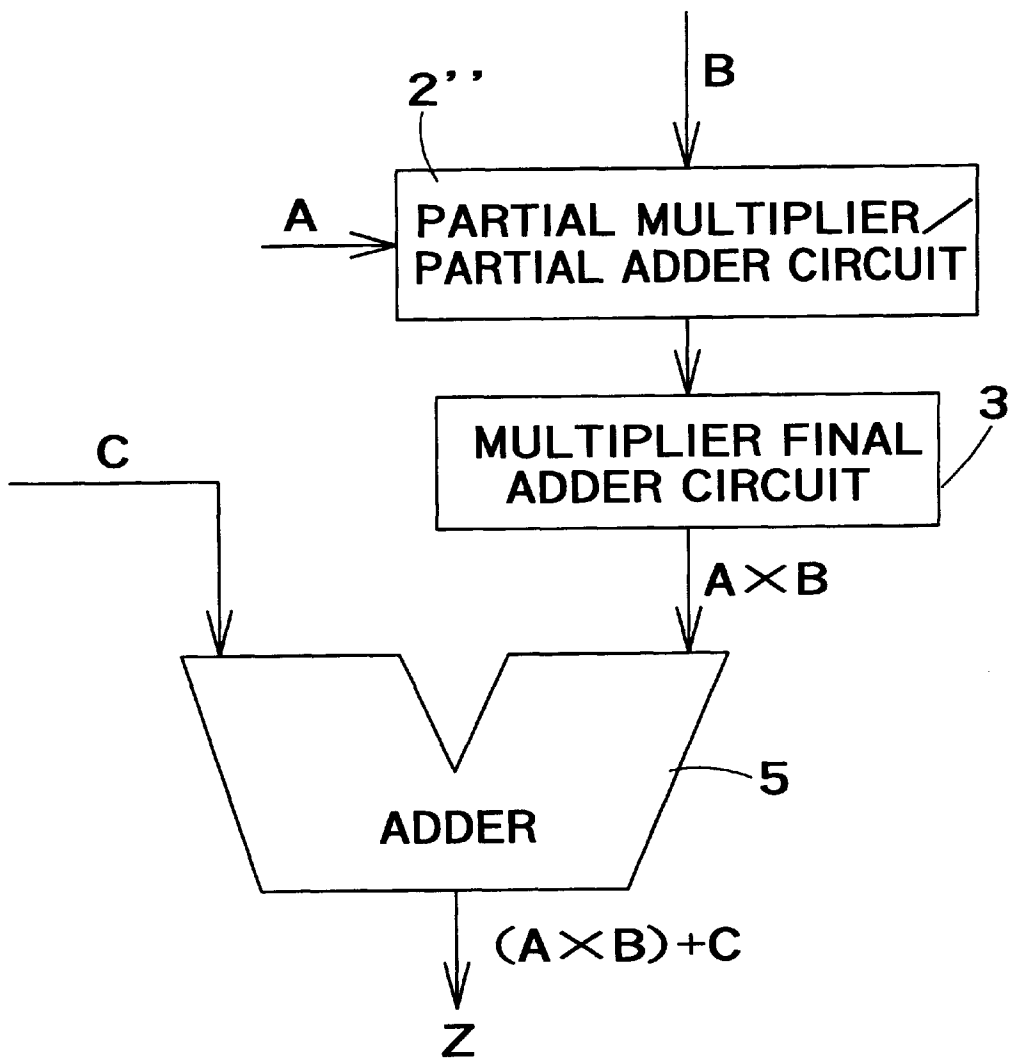 B
2''
A
PARTIAL MULTIPLIER/
PARTIAL ADDER CIRCUIT
3
C
MULTIPLIER FINAL
ADDER CIRCUIT
A×B
5
ADDER
(A×B)+C
Z